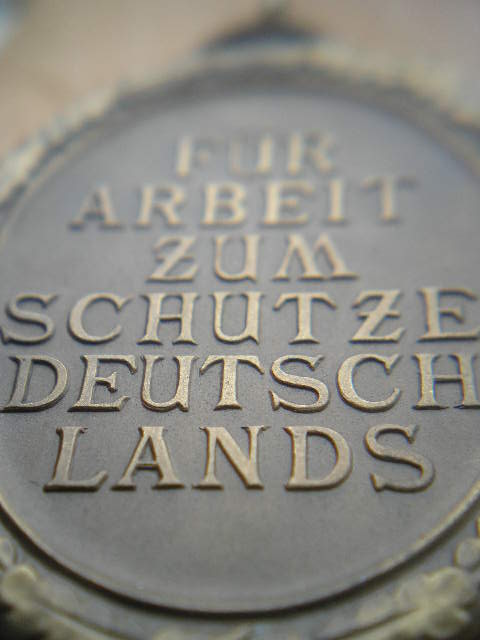 FÜR
ARBEIT
ZUM
SCHUTZE
DEUTSCH
LANDS